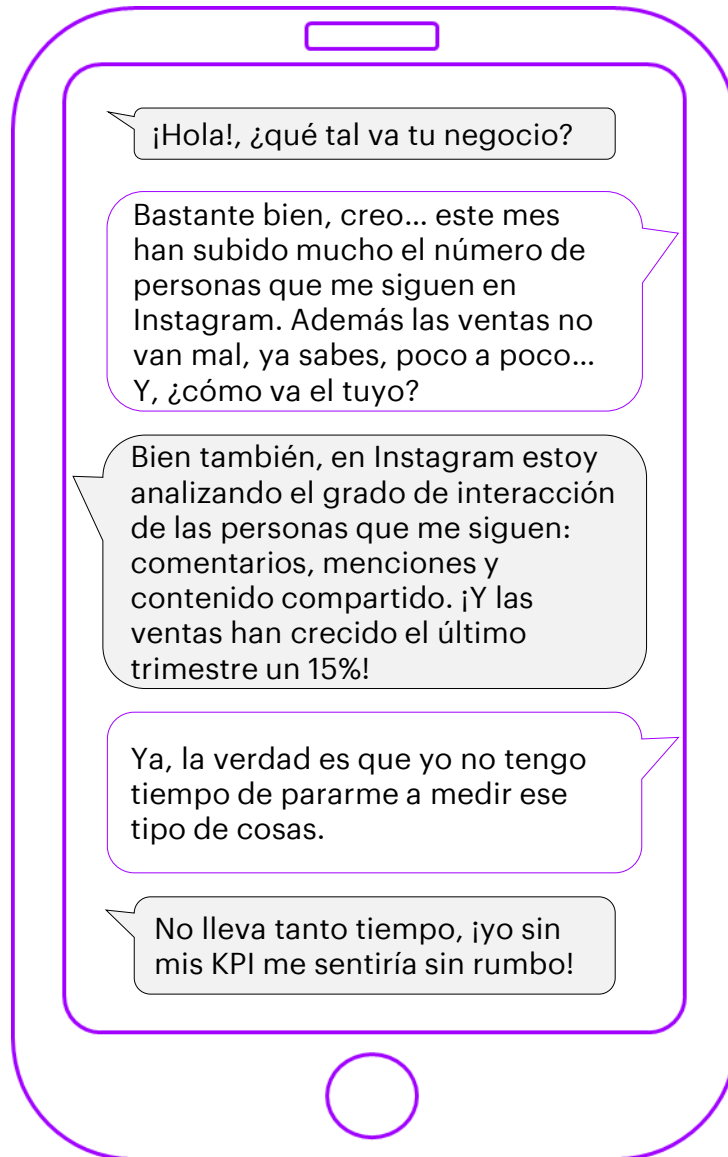 ¡Hola!, ¿qué tal va tu negocio?
Bastante bien, creo... este mes
han subido mucho el número de
personas que me siguen en
Instagram. Además las ventas no
van mal, ya sabes, poco a poco...
Y, ¿cómo va el tuyo?
Bien también, en Instagram estoy
analizando el grado de interacción
de las personas que me siguen:
comentarios, menciones y
contenido compartido. ¡Y las
ventas han crecido el último
trimestre un 15%!
Ya, la verdad es que yo no tengo
tiempo de pararme a medir ese
tipo de cosas.
No lleva tanto tiempo, ¡yo sin
mis KPI me sentiría sin rumbo!